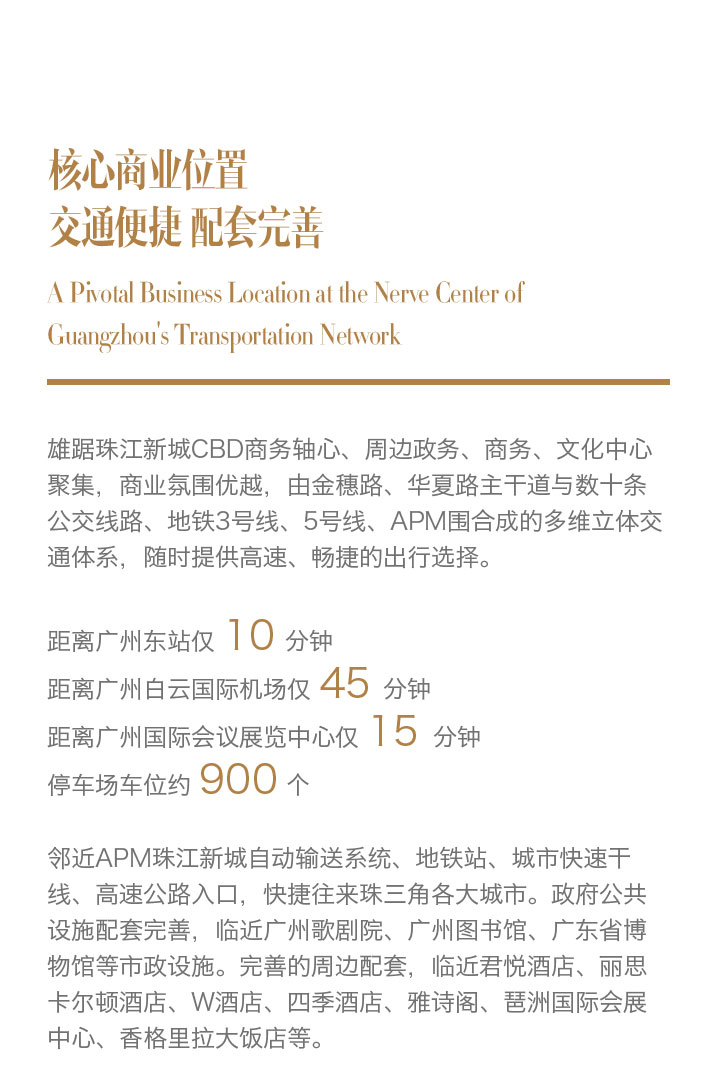 核心商业位置
交通便捷 配套完善
A Pivotal Business Location at the Nerve Center of
Guangzhou's Transportation Network
雄踞珠江新城CBD商务轴心、周边政务、商务、文化中心
聚集，商业氛围优越，由金穗路、华夏路主干道与数十条
公交线路、地铁3号线、5号线、APM围合成的多维立体交
通体系，随时提供高速、畅捷的出行选择。
距离广州东站仅 10 分钟
距离广州白云国际机场仅 45 分钟
距离广州国际会议展览中心仅 15 分钟
停车场车位约 900 个
邻近APM珠江新城自动输送系统、地铁站、城市快速干
线、高速公路入口，快捷往来珠三角各大城市。政府公共
设施配套完善，临近广州歌剧院、广州图书馆、广东省博
物馆等市政设施。完善的周边配套，临近君悦酒店、丽思
卡尔顿酒店、W酒店、四季酒店、雅诗阁、琶洲国际会展
中心、香格里拉大饭店等。